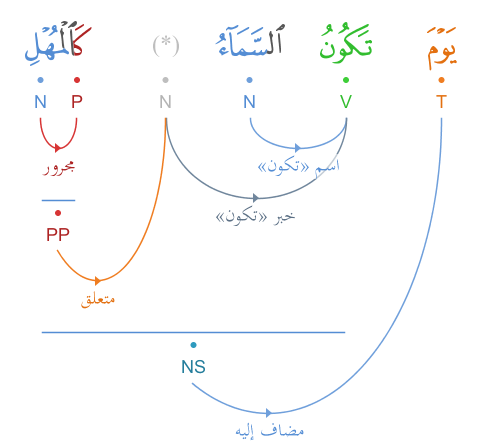 يَوْمَ تَكُونُ ٱلسَّمَآءُ (*) كَٱلْمُهْلِ
T V N N P N
اسم «تكون»
مجرور
خبر «تكون»
PP
متعلق
NS
مضاف إليه